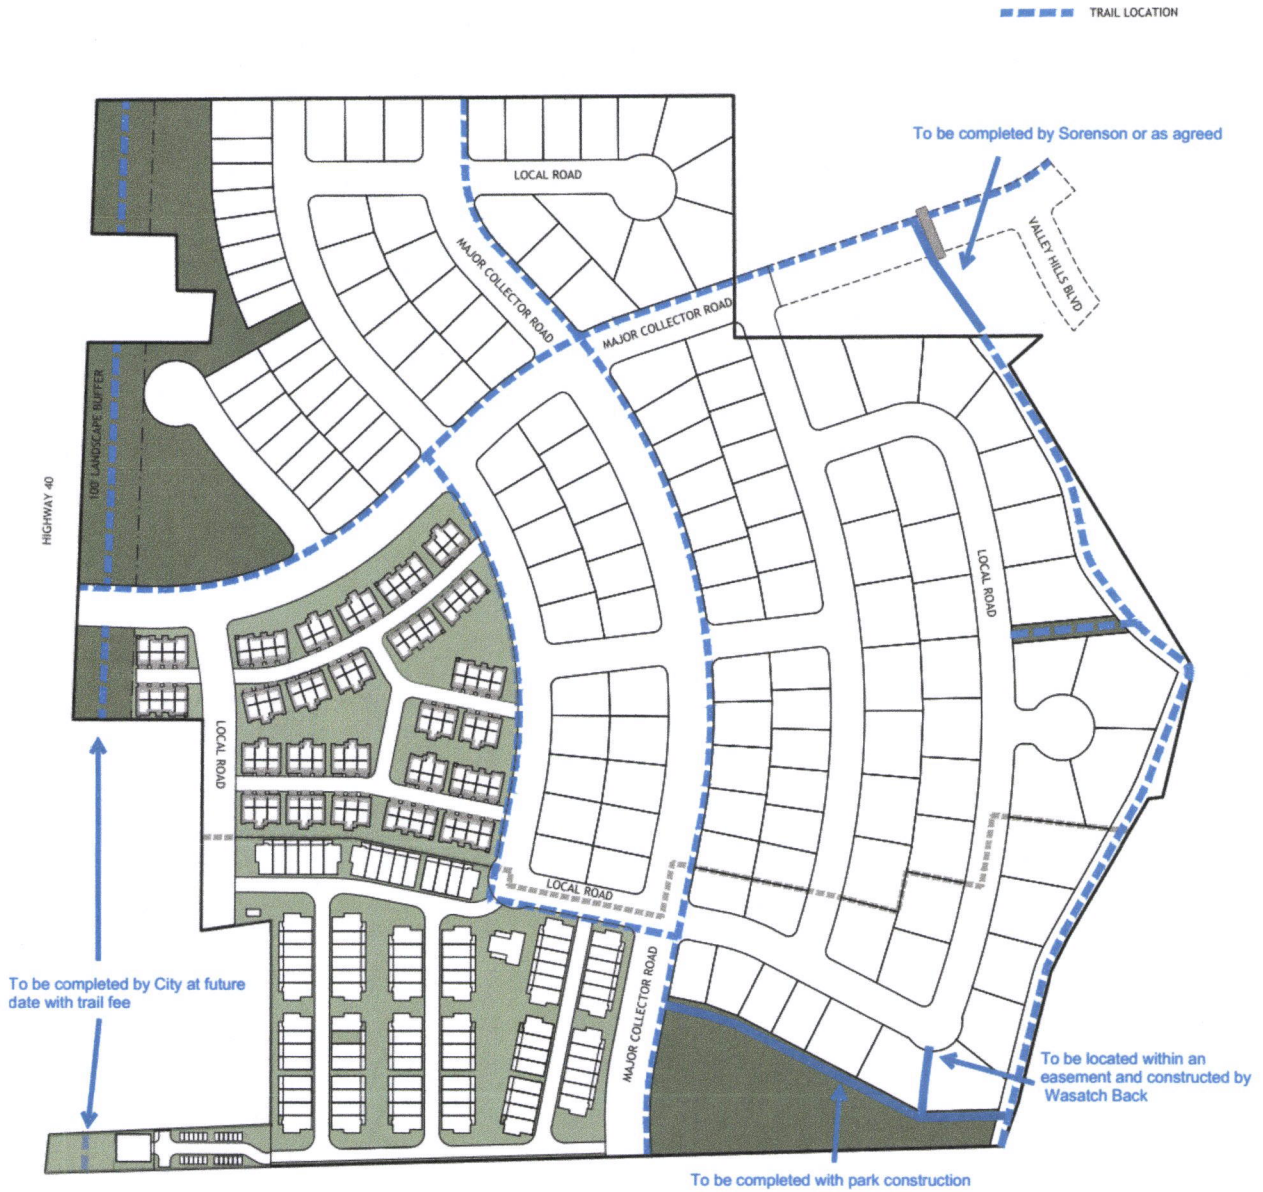 TRAIL LOCATION
To be completed by Sorenson or as agreed
LOCAL ROAD
VALLEY HILLS BLVD
MAJOR COLLECTOR ROAD
MAJOR COLLECTOR ROAD
100' LANDSCAPE BUFFER
HIGHWAY 40
LOCAL ROAD
LOCAL ROAD
LOCAL ROAD
MAJOR COLLECTOR ROAD
To be completed by City at future
date with trail fee
To be located within an
easement and constructed by
Wasatch Back
To be completed with park construction